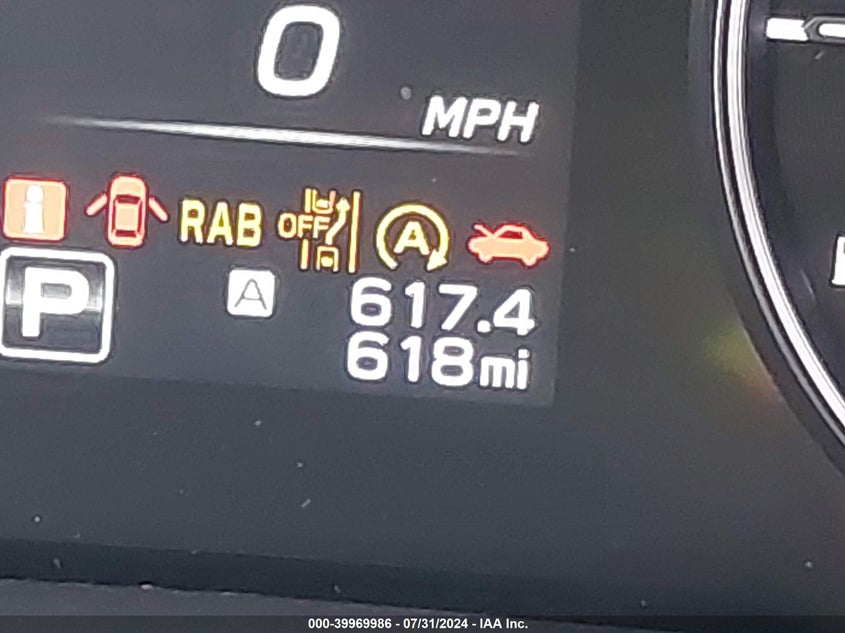 0
MPH
i
RAB
OFF
A
P
A
617.4
618mi
000-39969986 - 07/31/2024 - IAA Inc.